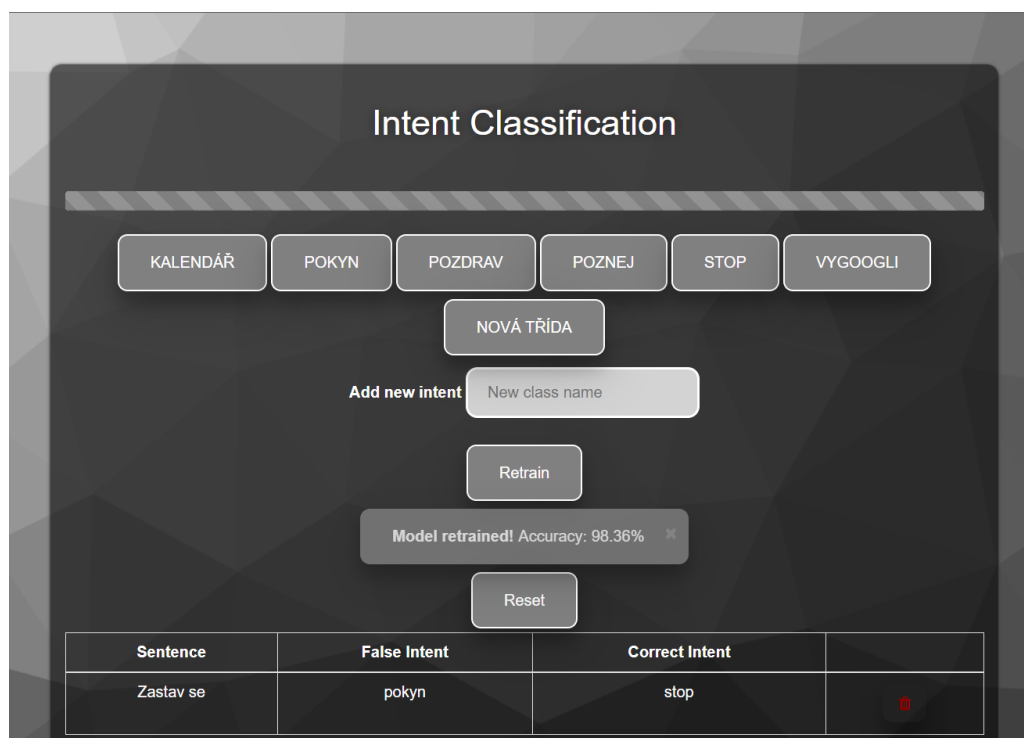 Intent Classification
KALENDÁŘ POKYN POZDRAV POZNEJ STOP VYGOOGLI
NOVÁ TŘÍDA
Add new intent New class name
Retrain
Model retrained! Accuracy: 98.36% ×
Reset
Sentence False Intent Correct Intent
Zastav se pokyn stop